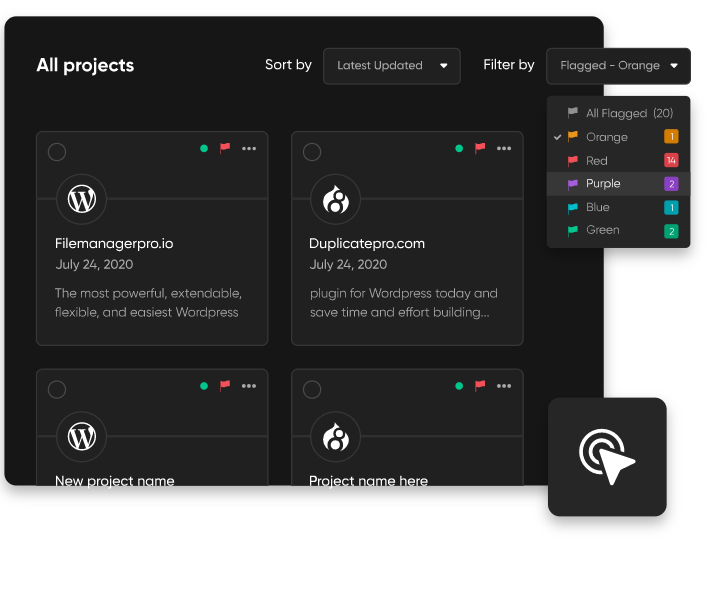 All projects
Sort by
Latest Updated
Filter by
Flagged - Orange
All Flagged (20)
Orange 1
Red 14
Purple 2
Blue 1
Green 2
Filemanagerpro.io
July 24, 2020
The most powerful, extendable,
flexible, and easiest Wordpress
Duplicatepro.com
July 24, 2020
plugin for Wordpress today and
save time and effort building...
New project name
Project name here